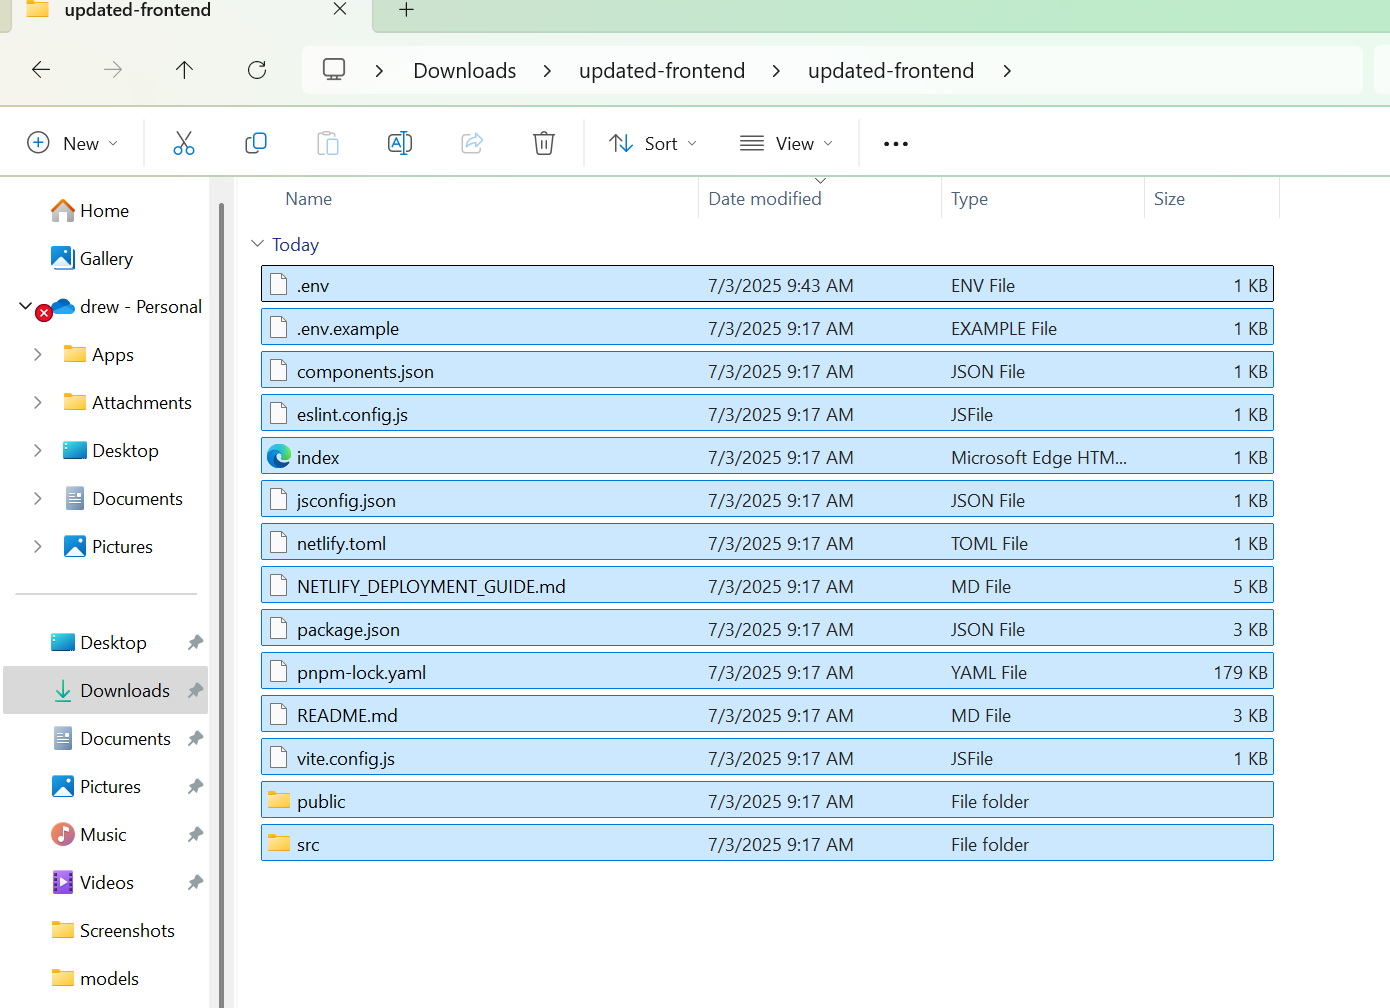 updated-frontend
Downloads > updated-frontend > updated-frontend >
New Sort View
Name Date modified Type Size
Home
Gallery
drew - Personal
Apps
Attachments
Desktop
Documents
Pictures
Desktop
Downloads
Documents
Pictures
Music
Videos
Screenshots
models
Today
.env 7/3/2025 9:43 AM ENV File 1 KB
.env.example 7/3/2025 9:17 AM EXAMPLE File 1 KB
components.json 7/3/2025 9:17 AM JSON File 1 KB
eslint.config.js 7/3/2025 9:17 AM JSFile 1 KB
index 7/3/2025 9:17 AM Microsoft Edge HTM... 1 KB
jsconfig.json 7/3/2025 9:17 AM JSON File 1 KB
netlify.toml 7/3/2025 9:17 AM TOML File 1 KB
NETLIFY_DEPLOYMENT_GUIDE.md 7/3/2025 9:17 AM MD File 5 KB
package.json 7/3/2025 9:17 AM JSON File 3 KB
pnpm-lock.yaml 7/3/2025 9:17 AM YAML File 179 KB
README.md 7/3/2025 9:17 AM MD File 3 KB
vite.config.js 7/3/2025 9:17 AM JSFile 1 KB
public 7/3/2025 9:17 AM File folder
src 7/3/2025 9:17 AM File folder